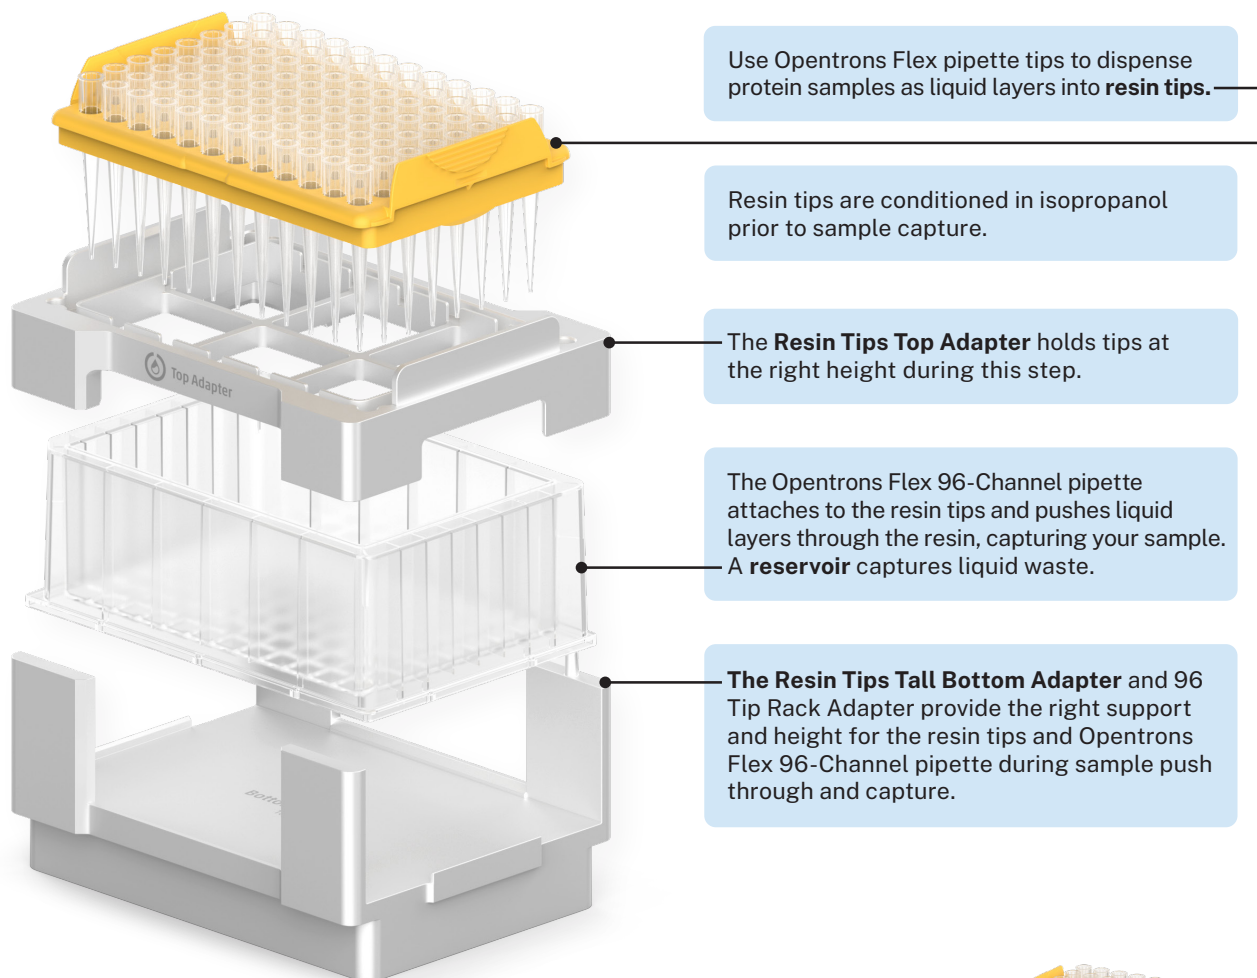 Use Opentrons Flex pipette tips to dispense
protein samples as liquid layers into resin tips.
Resin tips are conditioned in isopropanol
prior to sample capture.
The Resin Tips Top Adapter holds tips at
the right height during this step.
Top Adapter
The Opentrons Flex 96-Channel pipette
attaches to the resin tips and pushes liquid
layers through the resin, capturing your sample.
A reservoir captures liquid waste.
The Resin Tips Tall Bottom Adapter and 96
Tip Rack Adapter provide the right support
and height for the resin tips and Opentrons
Flex 96-Channel pipette during sample push
through and capture.